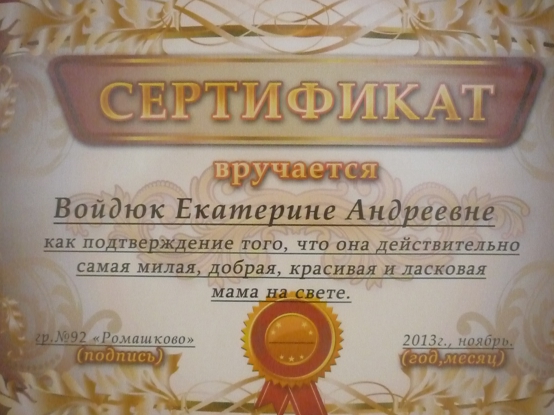 СЕРТИФИКАТ
вручается
Войдюк Екатерине Андреевне
как подтверждение того, что она действительно
самая милая, добрая, красивая и ласковая
мама на свете.
гр.№92 «Ромашково» 2013г., ноябрь.
(подпись) (год,месяц)